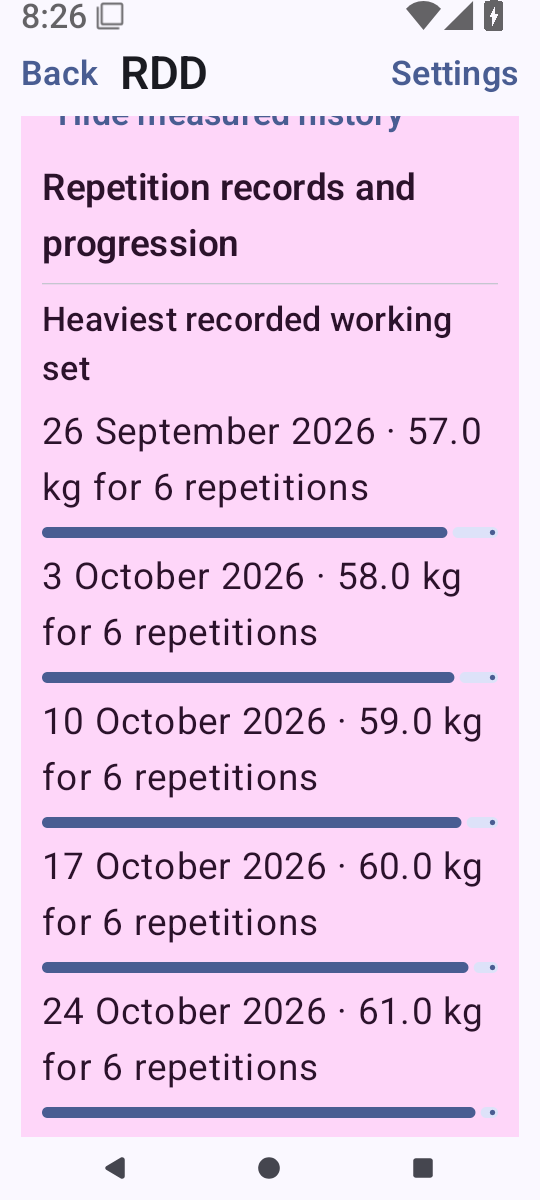 8:26
Back RDD Settings
Hide measured history
Repetition records and
progression
Heaviest recorded working
set
26 September 2026 · 57.0
kg for 6 repetitions
3 October 2026 · 58.0 kg
for 6 repetitions
10 October 2026 · 59.0 kg
for 6 repetitions
17 October 2026 · 60.0 kg
for 6 repetitions
24 October 2026 · 61.0 kg
for 6 repetitions